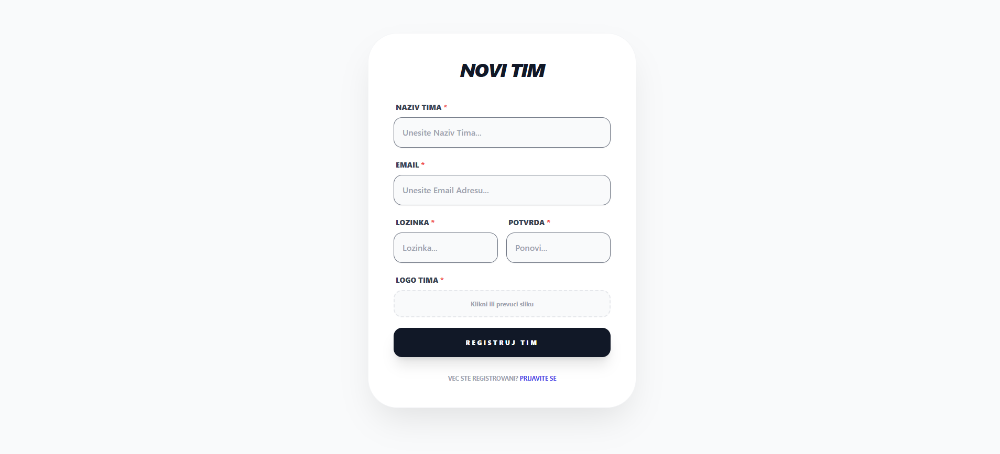 NOVI TIM
NAZIV TIMA *
Unesite Naziv Tima...
EMAIL *
Unesite Email Adresu...
LOZINKA * POTVRDA *
Lozinka... Ponovi...
LOGO TIMA *
Klikni ili prevuci sliku
REGISTRUJ TIM
VEC STE REGISTROVANI? PRIJAVITE SE